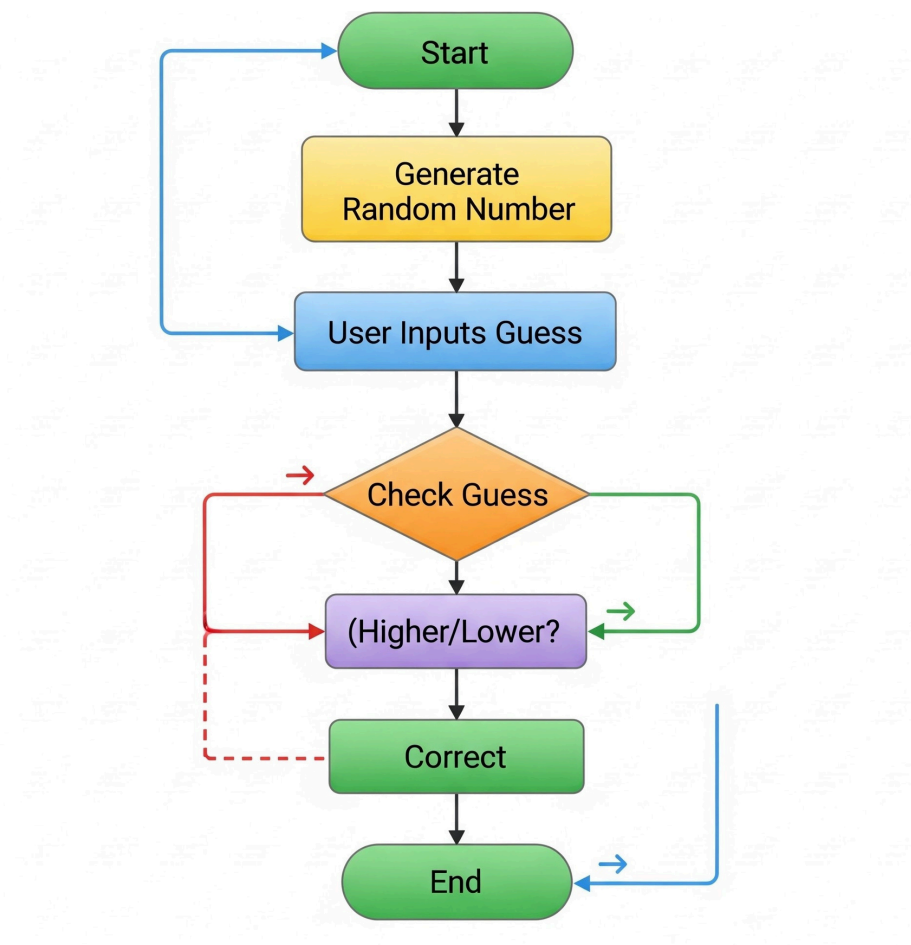 Start
Generate
Random Number
User Inputs Guess
Check Guess
(Higher/Lower?
Correct
End